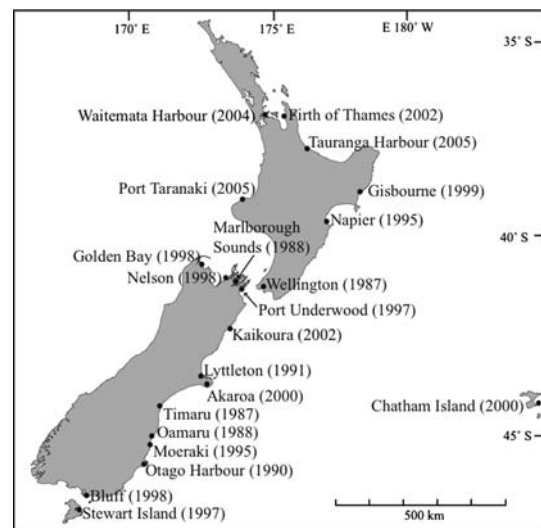 170˚ E 175˚ E E 180˚ W
35˚ S
Waitemata Harbour (2004) Firth of Thames (2002)
Tauranga Harbour (2005)
Port Taranaki (2005)
Gisbourne (1999)
Marlborough
Sounds (1988)
Napier (1995)
40˚ S
Golden Bay (1998)
Nelson (1998)
Wellington (1987)
Port Underwood (1997)
Kaikoura (2002)
Lyttleton (1991)
Akaroa (2000)
Chatham Island (2000)
Timaru (1987)
Oamaru (1988)
45˚ S
Moeraki (1995)
Otago Harbour (1990)
Bluff (1998)
Stewart Island (1997)
500 km